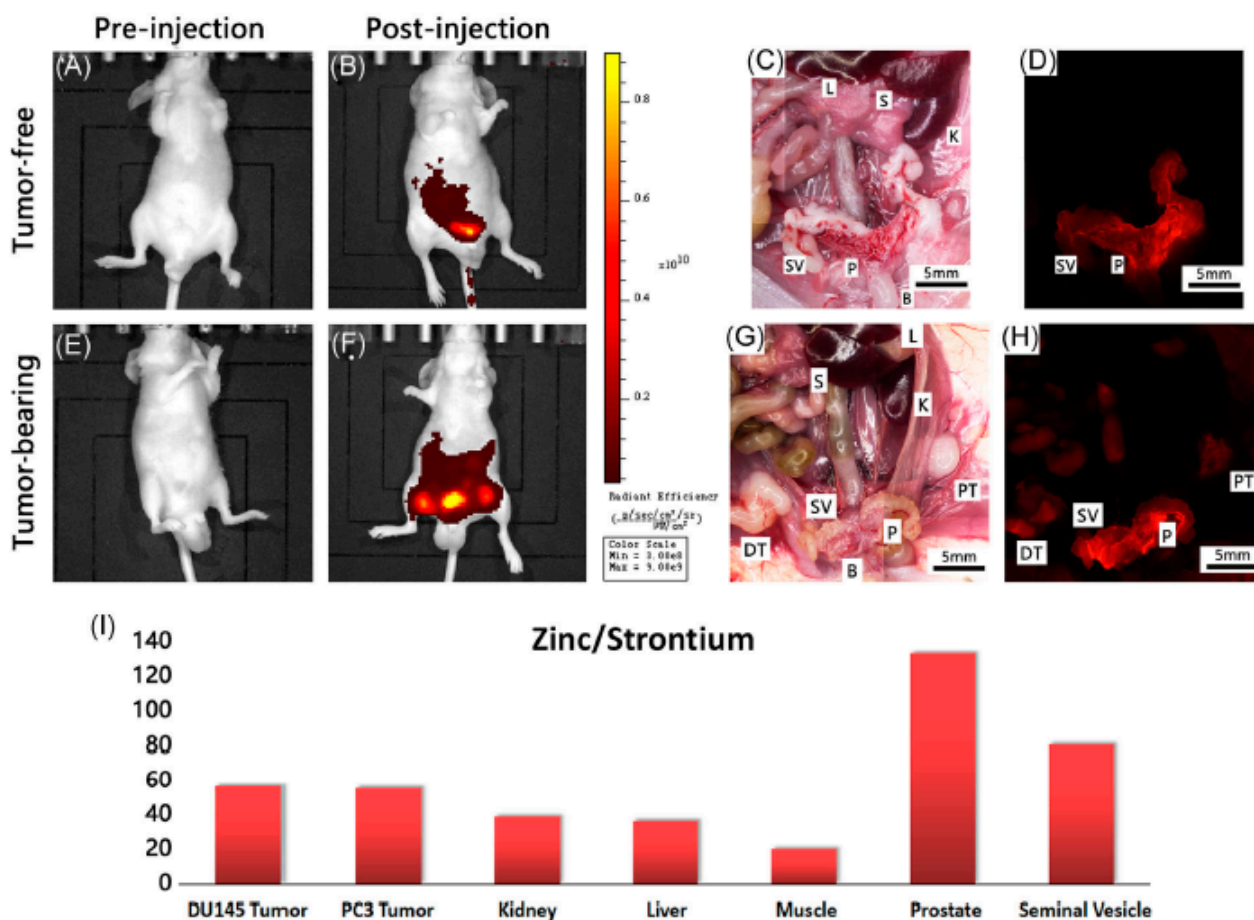 Pre-injection
Post-injection
Tumor-free
Tumor-bearing
(A)
(B)
(C)
L
S
K
SV
P
B
5mm
(D)
SV
P
5mm
(E)
(F)
0.8
0.6
x10^10
0.4
0.2
Radiant Efficiency
Color Scale
Min = 3.00e8
Max = 9.00e9
(G)
L
S
K
SV
PT
P
DT
B
5mm
(H)
PT
SV
P
DT
5mm
(I)
Zinc/Strontium
140
120
100
80
60
40
20
0
DU145 Tumor
PC3 Tumor
Kidney
Liver
Muscle
Prostate
Seminal Vesicle